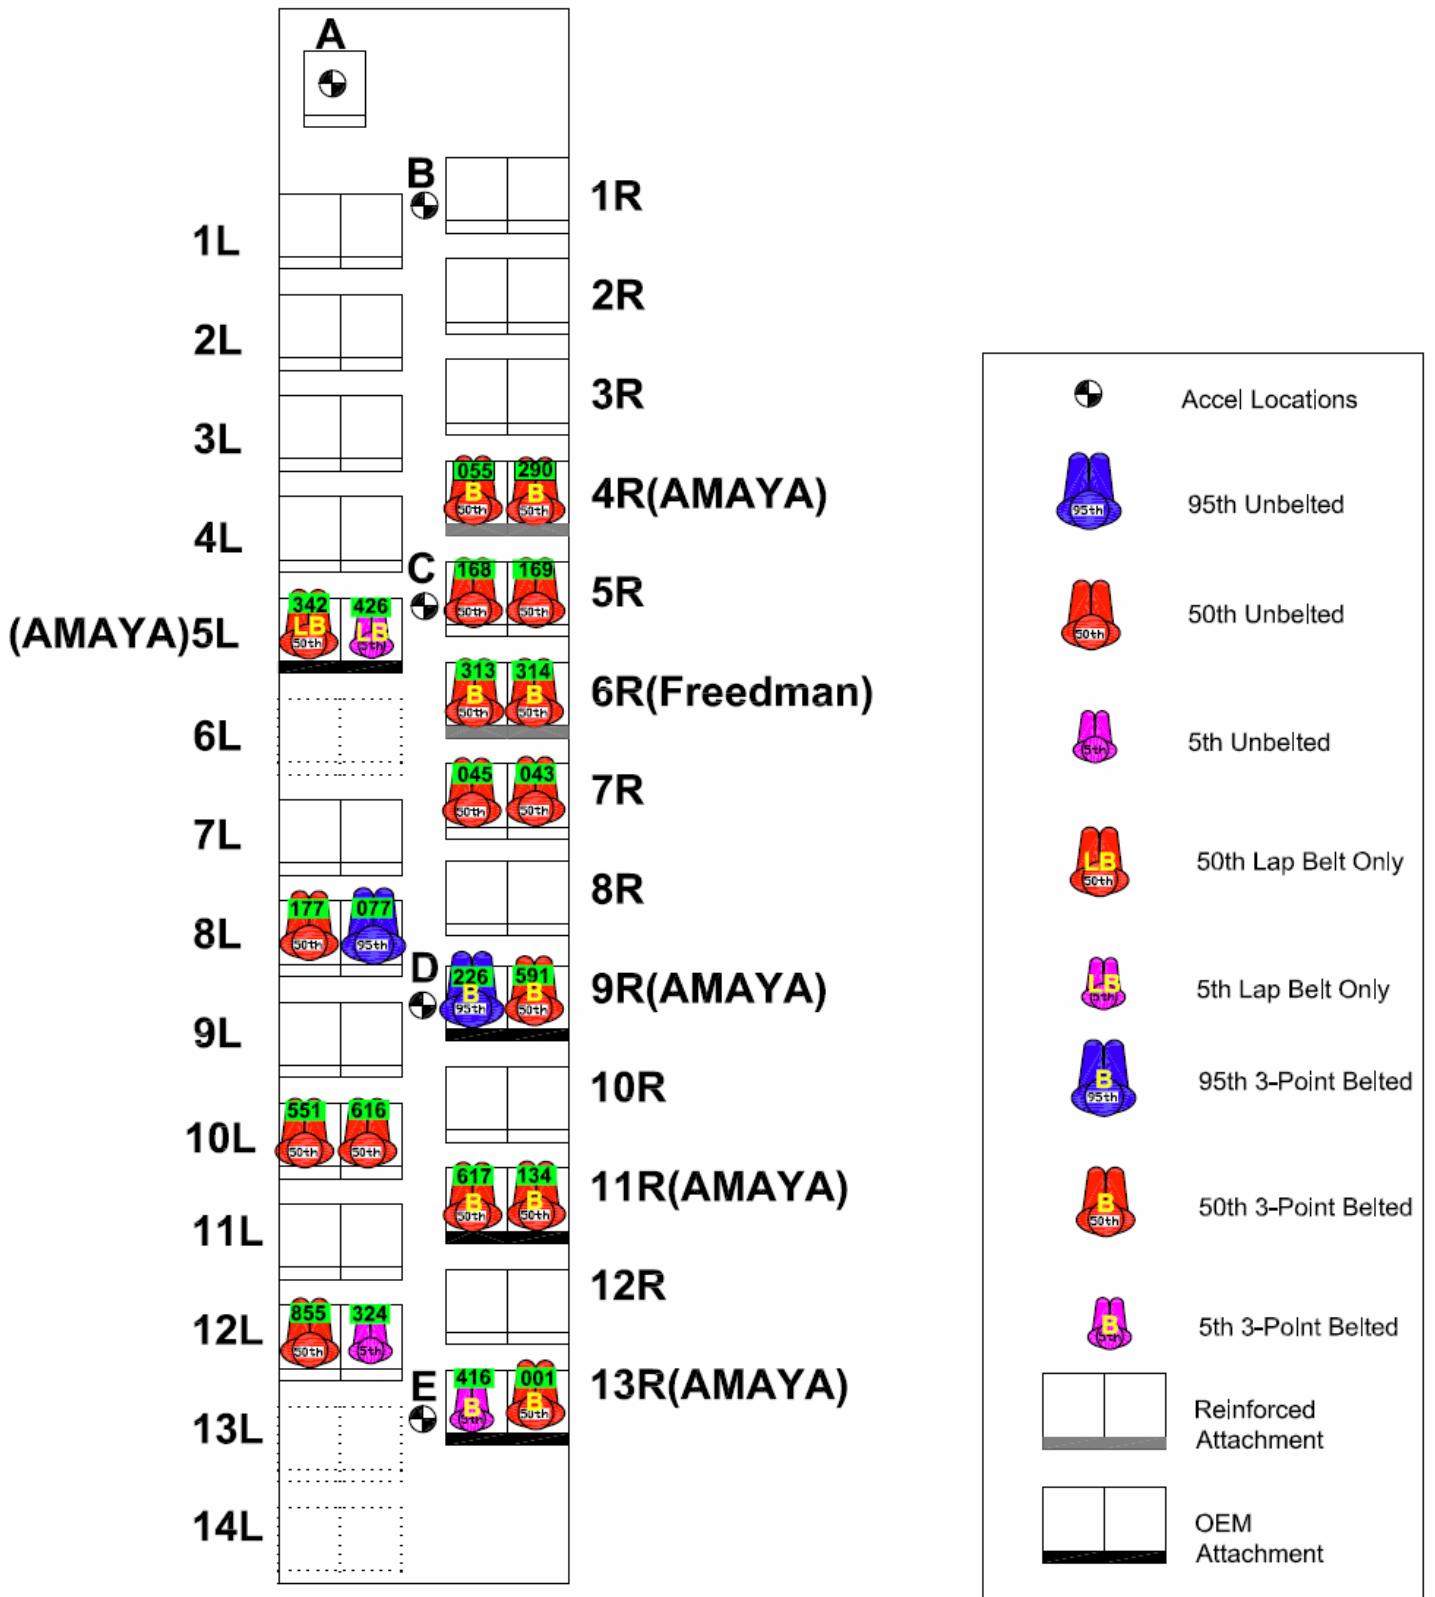 A
B
1R
1L
2R
2L
3R
3L
055 290
B B
50th 50th
4R(AMAYA)
4L
C
168 169
50th 50th
5R
(AMAYA)5L
342 426
LB LB
50th 5th
313 314
B B
50th 50th
6R(Freedman)
6L
045 043
50th 50th
7R
7L
8R
177 077
50th 95th
8L
D
226 591
B B
95th 50th
9R(AMAYA)
9L
10R
551 616
50th 50th
10L
617 134
B B
50th 50th
11R(AMAYA)
11L
12R
855 324
50th 5th
12L
E
416 001
B B
5th 50th
13R(AMAYA)
13L
14L
Accel Locations
95th
95th Unbelted
50th
50th Unbelted
5th
5th Unbelted
LB
50th
50th Lap Belt Only
LB
5th
5th Lap Belt Only
B
95th
95th 3-Point Belted
B
50th
50th 3-Point Belted
B
5th
5th 3-Point Belted
Reinforced
Attachment
OEM
Attachment